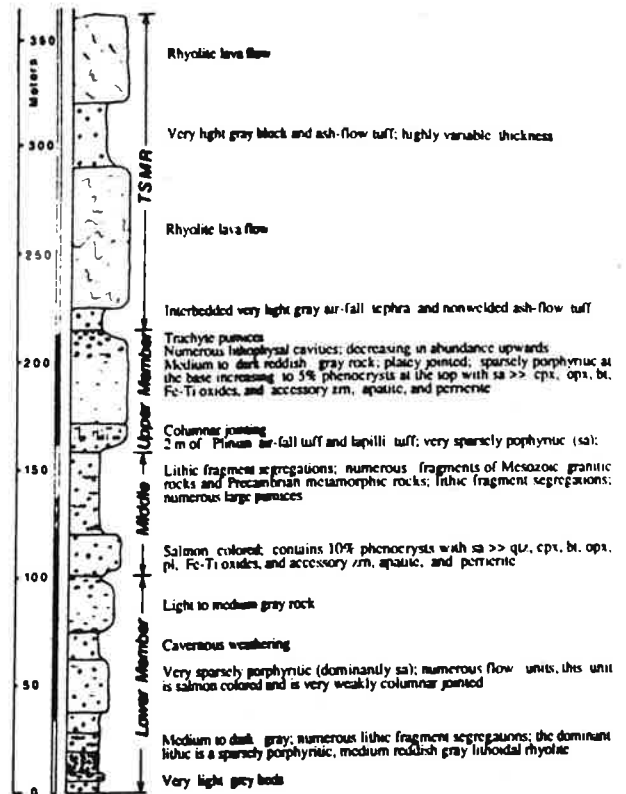 350
Meters
300
250
200
150
100
50
0
TSMR
Upper Member
Middle
Lower Member
Rhyolite lava flow
Very light gray block and ash-flow tuff; highly variable thickness
Rhyolite lava flow
Interbedded very light gray air-fall tephra and nonwelded ash-flow tuff
Trachyte pumices
Numerous lithophysal cavities; decreasing in abundance upwards
Medium to dark reddish gray rock; platey jointed; sparsely porphyritic at
the base increasing to 5% phenocrysts at the top with sa >> cpx, opx, bt,
Fe-Ti oxides, and accessory zrn, apatite, and perrierite
Columnar jointing
2 m of Plinian air-fall tuff and lapilli tuff; very sparsely pophyritic (sa);
Lithic fragment segregations; numerous fragments of Mesozoic granitic
rocks and Precambrian metamorphic rocks; lithic fragment segregations;
numerous large pumices
Salmon colored; contains 10% phenocrysts with sa >> qtz, cpx, bt, opx,
pl, Fe-Ti oxides, and accessory zrn, apatite, and perrierite
Light to medium gray rock
Cavernous weathering
Very sparsely porphyritic (dominantly sa); numerous flow units, this unit
is salmon colored and is very weakly columnar jointed
Medium to dark gray; numerous lithic fragment segregations; the dominant
lithic is a sparsely porphyritic, medium reddish gray lithoidal rhyolite
Very light grey beds